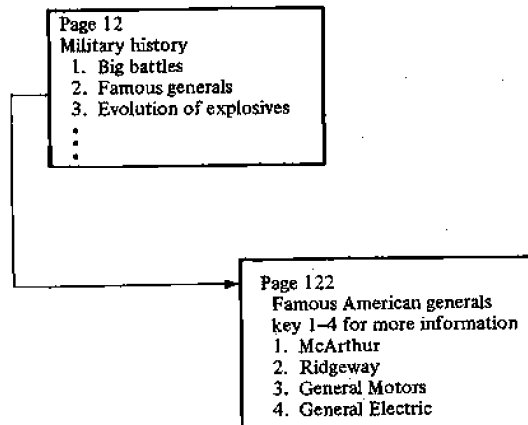 Page 12
Military history
1. Big battles
2. Famous generals
3. Evolution of explosives
Page 122
Famous American generals
key 1–4 for more information
1. McArthur
2. Ridgeway
3. General Motors
4. General Electric